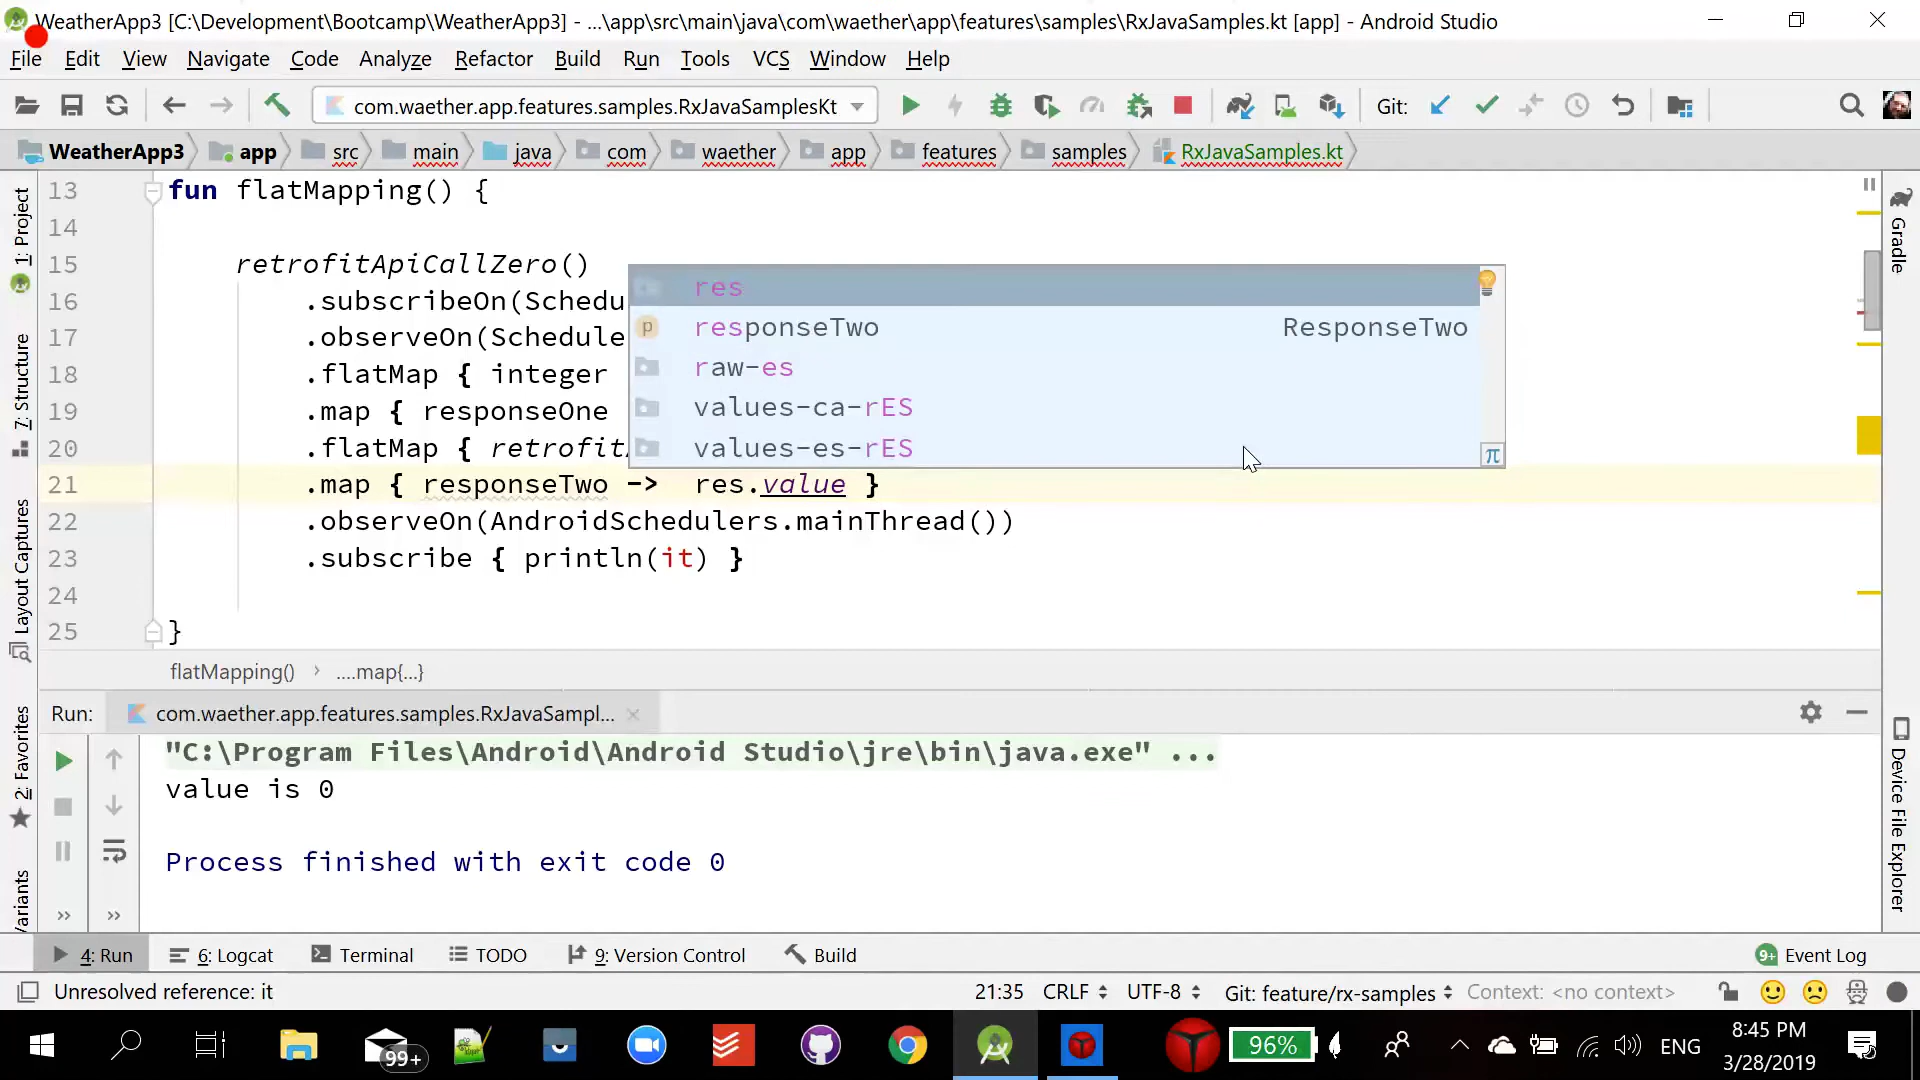 WeatherApp3 [C:\Development\Bootcamp\WeatherApp3] - ...\app\src\main\java\com\waether\app\features\samples\RxJavaSamples.kt [app] - Android Studio
File Edit View Navigate Code Analyze Refactor Build Run Tools VCS Window Help
com.waether.app.features.samples.RxJavaSamplesKt Git:
WeatherApp3 app src main java com waether app features samples RxJavaSamples.kt
1: Project
7: Structure
Layout Captures
2: Favorites
Gradle
Device File Explorer
13 fun flatMapping() {
14
15 retrofitApiCallZero()
16 .subscribeOn(Schedu
17 .observeOn(Schedule
18 .flatMap { integer
19 .map { responseOne
20 .flatMap { retrofit
21 .map { responseTwo -> res.value }
22 .observeOn(AndroidSchedulers.mainThread())
23 .subscribe { println(it) }
24
25 }
res
p responseTwo ResponseTwo
raw-es
values-ca-rES
values-es-rES
π
flatMapping() › ....map{...}
Run: com.waether.app.features.samples.RxJavaSampl...
"C:\Program Files\Android\Android Studio\jre\bin\java.exe" ...
value is 0
Process finished with exit code 0
4: Run 6: Logcat Terminal TODO 9: Version Control Build 9+ Event Log
Unresolved reference: it 21:35 CRLF UTF-8 Git: feature/rx-samples Context: <no context>
99+ 96% ENG 8:45 PM
3/28/2019